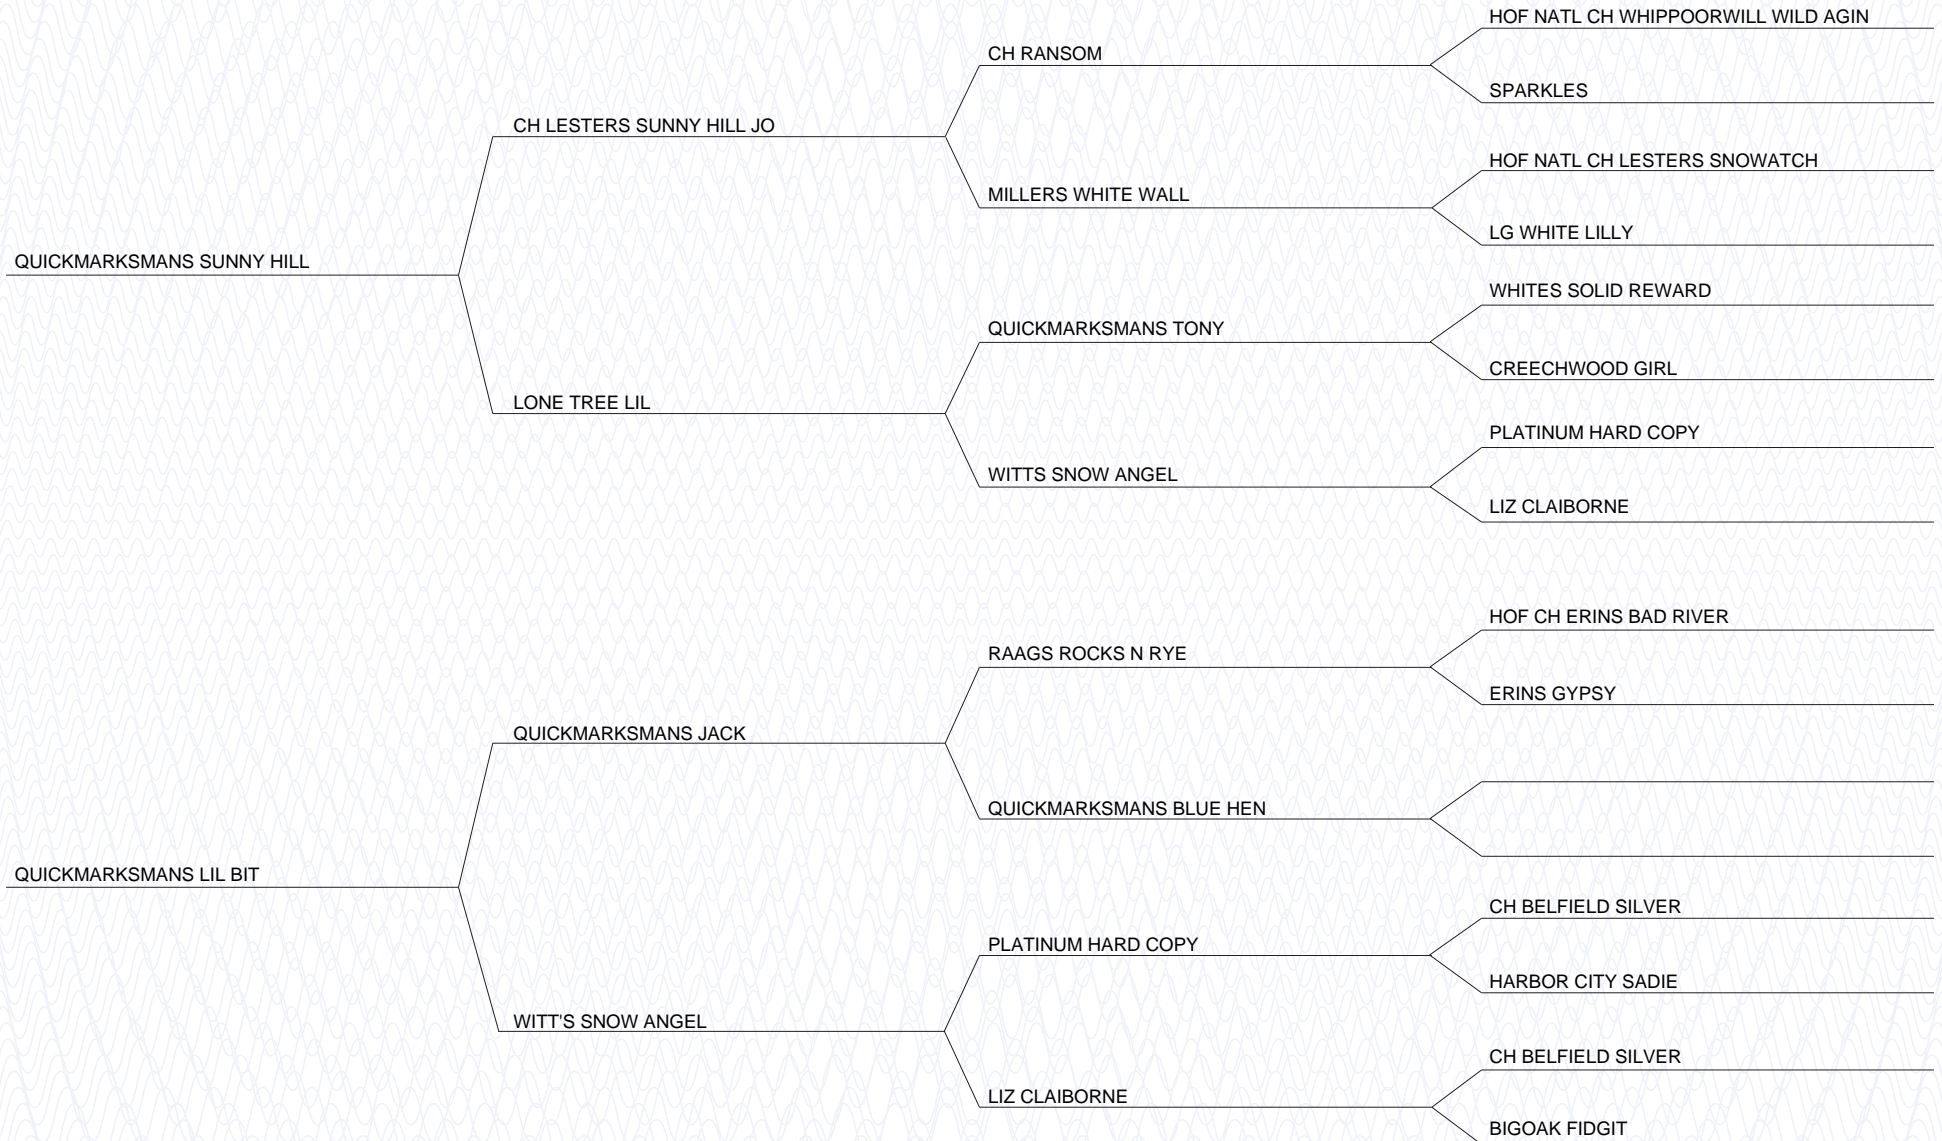 HOF NATL CH WHIPPOORWILL WILD AGIN
CH RANSOM
SPARKLES
CH LESTERS SUNNY HILL JO
HOF NATL CH LESTERS SNOWATCH
MILLERS WHITE WALL
LG WHITE LILLY
QUICKMARKSMANS SUNNY HILL
WHITES SOLID REWARD
QUICKMARKSMANS TONY
CREECHWOOD GIRL
LONE TREE LIL
PLATINUM HARD COPY
WITTS SNOW ANGEL
LIZ CLAIBORNE
HOF CH ERINS BAD RIVER
RAAGS ROCKS N RYE
ERINS GYPSY
QUICKMARKSMANS JACK
QUICKMARKSMANS BLUE HEN
QUICKMARKSMANS LIL BIT
CH BELFIELD SILVER
PLATINUM HARD COPY
HARBOR CITY SADIE
WITT'S SNOW ANGEL
CH BELFIELD SILVER
LIZ CLAIBORNE
BIGOAK FIDGIT